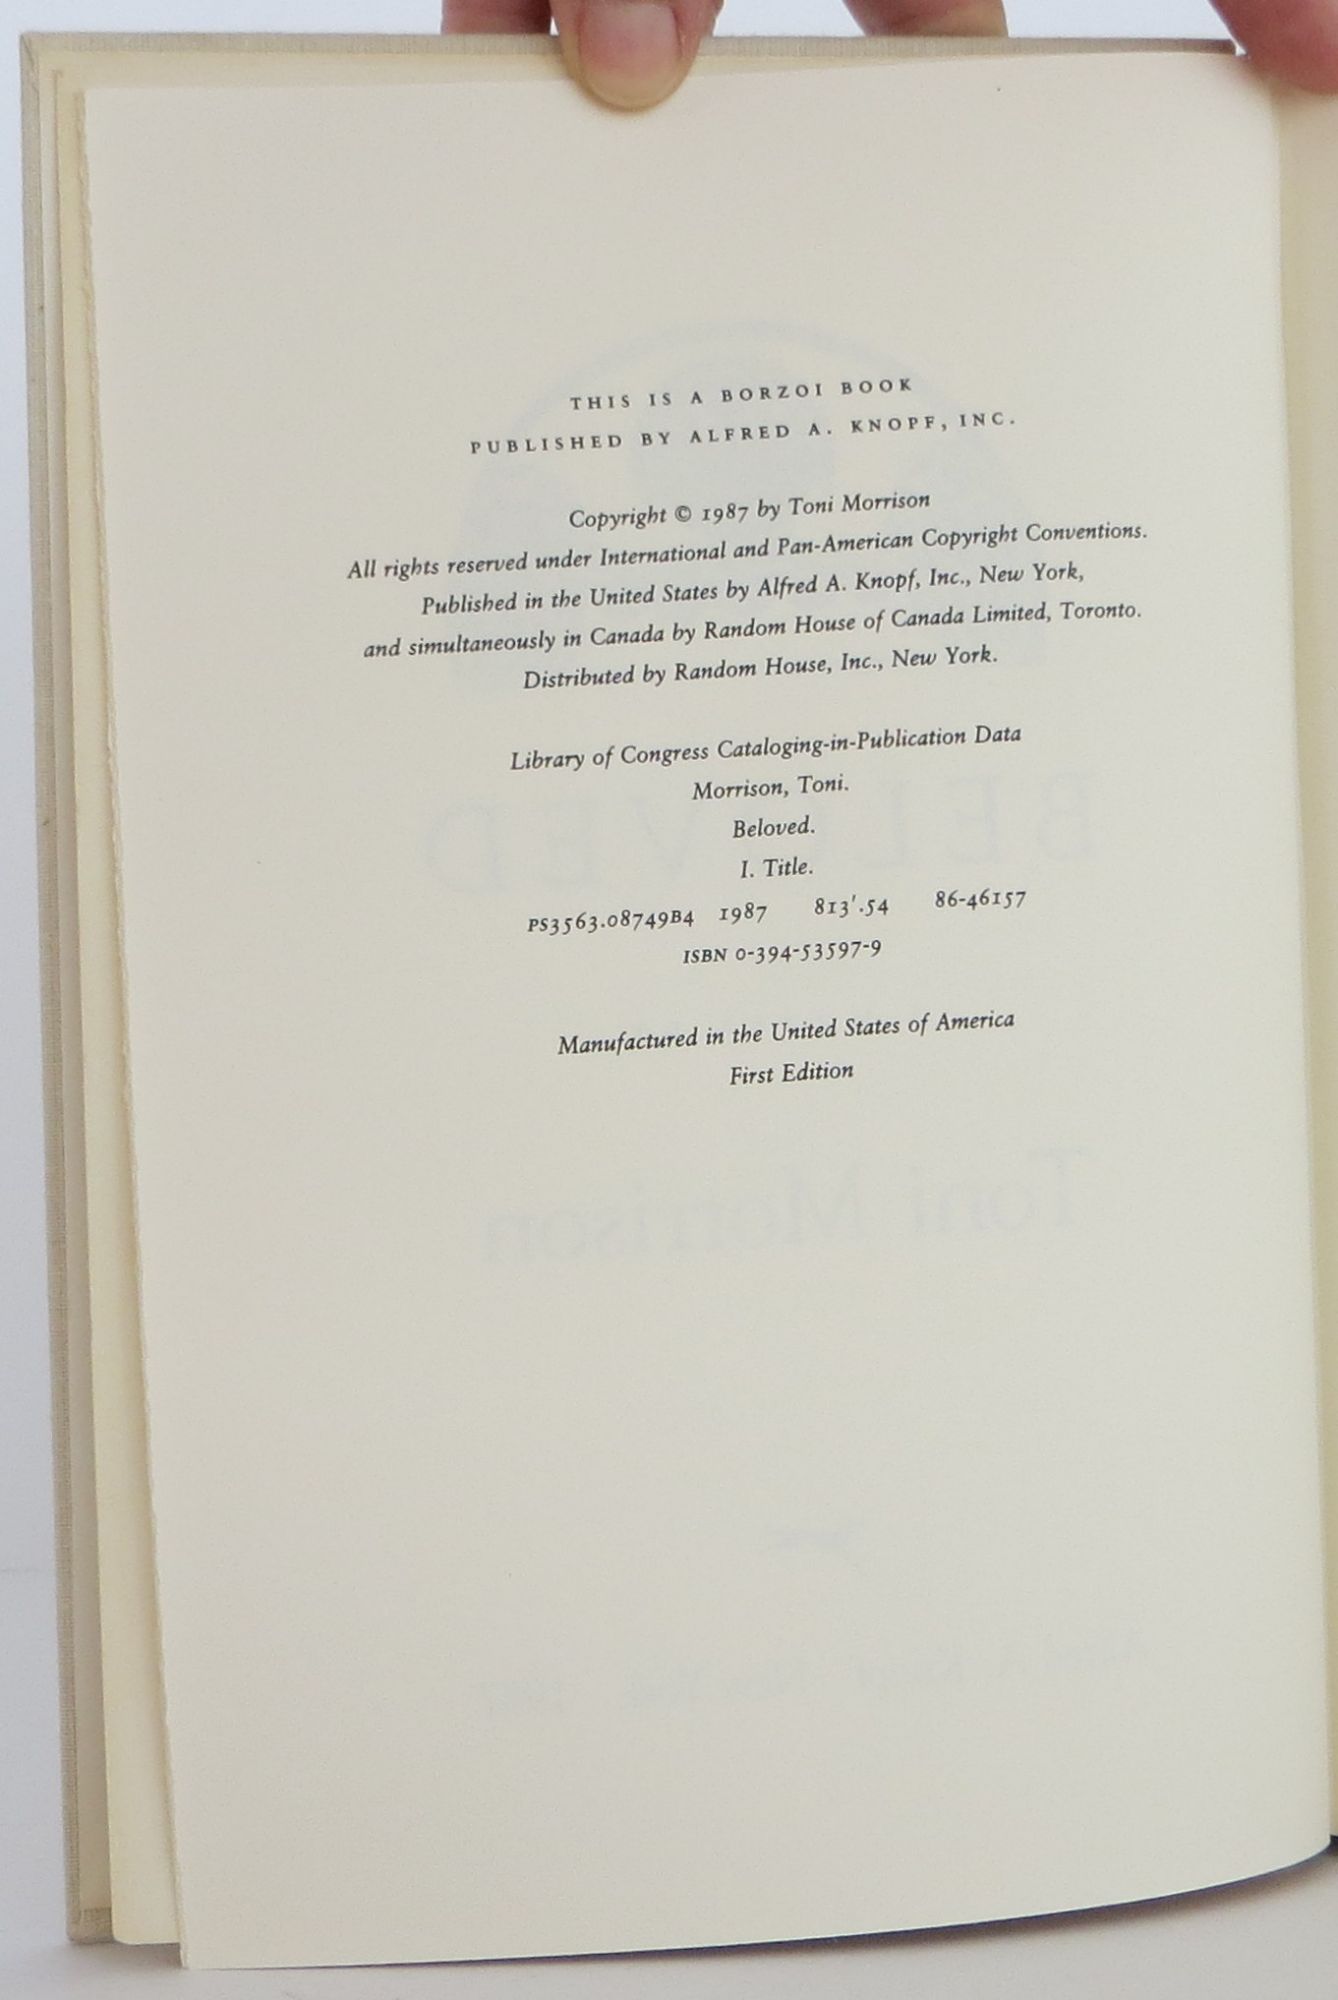 THIS IS A BORZOI BOOK
PUBLISHED BY ALFRED A. KNOPF, INC.
Copyright © 1987 by Toni Morrison
All rights reserved under International and Pan-American Copyright Conventions.
Published in the United States by Alfred A. Knopf, Inc., New York,
and simultaneously in Canada by Random House of Canada Limited, Toronto.
Distributed by Random House, Inc., New York.
Library of Congress Cataloging-in-Publication Data
Morrison, Toni.
Beloved.
I. Title.
PS3563.08749B4 1987 813'.54 86-46157
ISBN 0-394-53597-9
Manufactured in the United States of America
First Edition